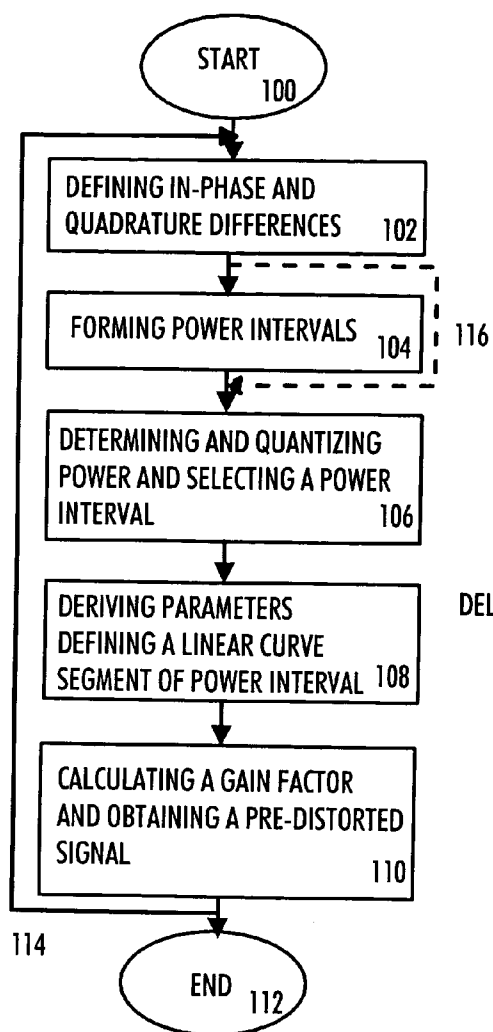 START
100
DEFINING IN-PHASE AND
QUADRATURE DIFFERENCES 102
FORMING POWER INTERVALS 104
116
DETERMINING AND QUANTIZING
POWER AND SELECTING A POWER
INTERVAL 106
DERIVING PARAMETERS
DEFINING A LINEAR CURVE
SEGMENT OF POWER INTERVAL 108
DEL
CALCULATING A GAIN FACTOR
AND OBTAINING A PRE-DISTORTED
SIGNAL 110
114
END 112